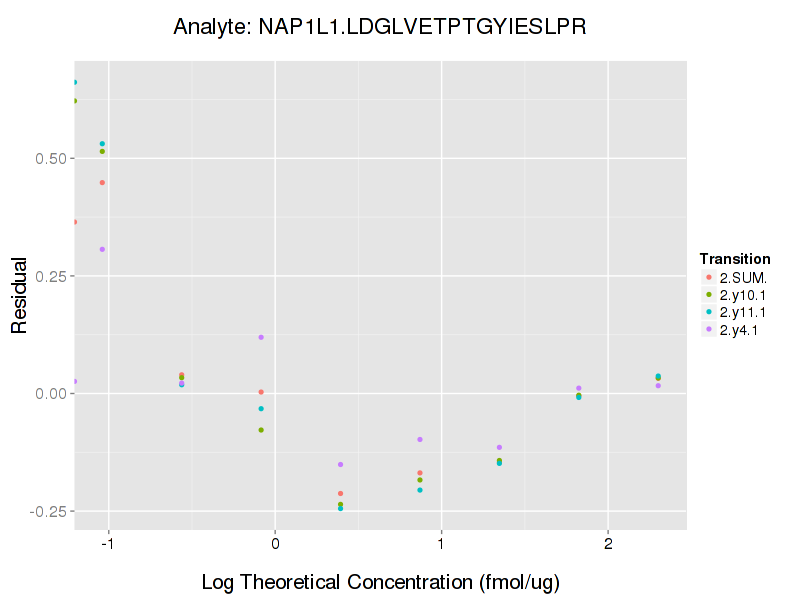 Analyte: NAP1L1.LDGLVETPTGYIESLPR
Residual
0.50
0.25
0.00
-0.25
-1 0 1 2
Log Theoretical Concentration (fmol/ug)
Transition
2.SUM.
2.y10.1
2.y11.1
2.y4.1